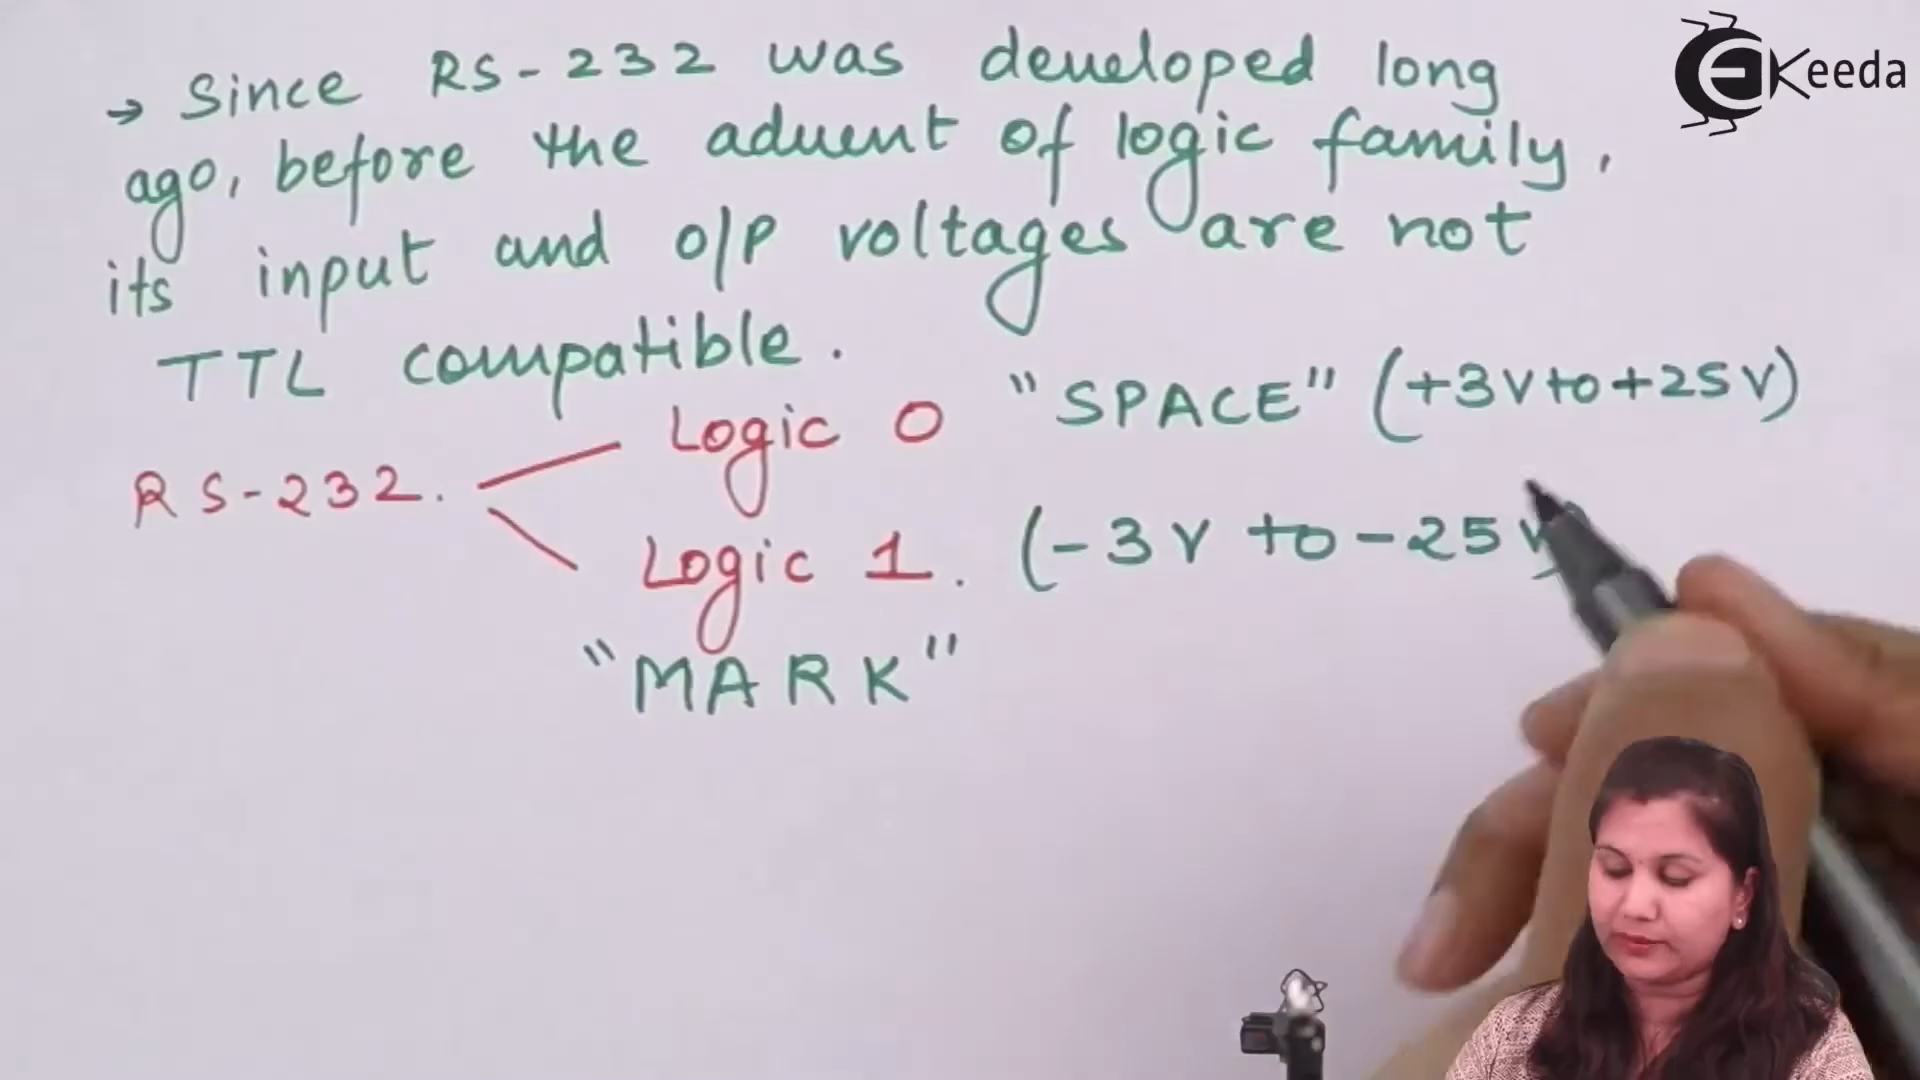 EKeeda
→ Since RS-232 was developed long
ago, before the advent of logic family,
its input and O/P voltages are not
TTL compatible.
RS-232.
Logic 0 "SPACE" (+3V to +25V)
Logic 1. (-3V to -25V)
"MARK"